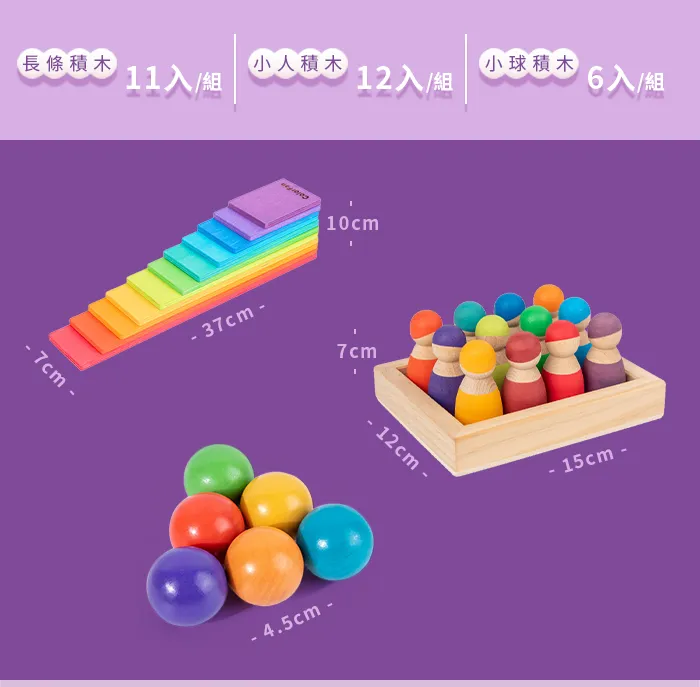 長條積木 11入/組
小人積木 12入/組
小球積木 6入/組
10cm
- 37cm -
- 7cm -
7cm
- 12cm -
- 15cm -
- 4.5cm -